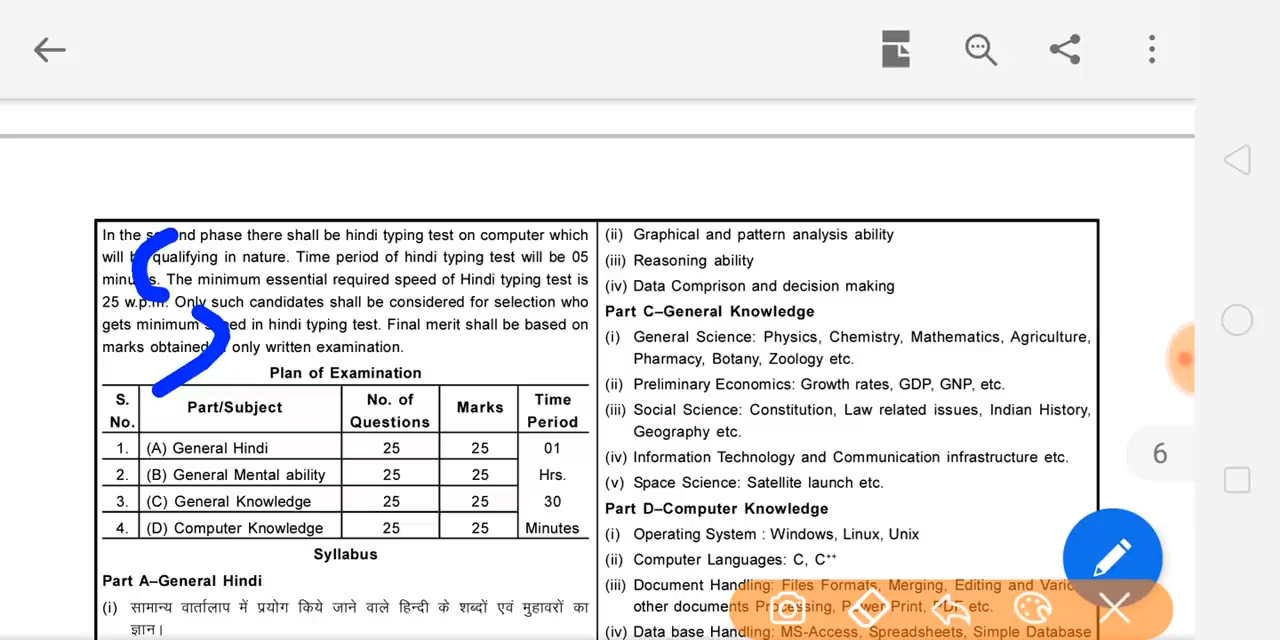 In the second phase there shall be hindi typing test on computer which
will be qualifying in nature. Time period of hindi typing test will be 05
minutes. The minimum essential required speed of Hindi typing test is
25 w.p.m. Only such candidates shall be considered for selection who
gets minimum speed in hindi typing test. Final merit shall be based on
marks obtained only written examination.
Plan of Examination
S. No. Part/Subject No. of Questions Marks Time Period
1. (A) General Hindi 25 25 01
2. (B) General Mental ability 25 25 Hrs.
3. (C) General Knowledge 25 25 30
4. (D) Computer Knowledge 25 25 Minutes
Syllabus
Part A–General Hindi
(i) सामान्य वार्तालाप में प्रयोग किये जाने वाले हिन्दी के शब्दों एवं मुहावरों का
ज्ञान।
(ii) Graphical and pattern analysis ability
(iii) Reasoning ability
(iv) Data Comprison and decision making
Part C–General Knowledge
(i) General Science: Physics, Chemistry, Mathematics, Agriculture,
Pharmacy, Botany, Zoology etc.
(ii) Preliminary Economics: Growth rates, GDP, GNP, etc.
(iii) Social Science: Constitution, Law related issues, Indian History,
Geography etc.
(iv) Information Technology and Communication infrastructure etc.
(v) Space Science: Satellite launch etc.
Part D–Computer Knowledge
(i) Operating System : Windows, Linux, Unix
(ii) Computer Languages: C, C++
(iii) Document Handling: Files Formats, Merging, Editing and
other documents Processing, Power Print, PDF etc.
(iv) Data base Handling: MS-Access, Spreadsheets, Simple Database
6